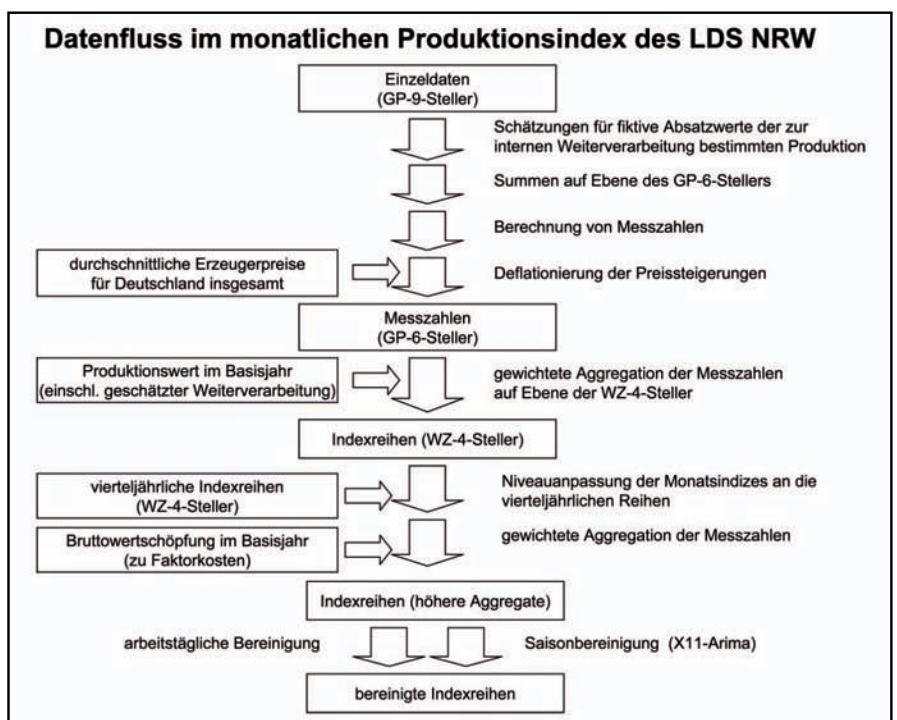 Datenfluss im monatlichen Produktionsindex des LDS NRW
Einzeldaten
(GP-9-Steller)
Schätzungen für fiktive Absatzwerte der zur
internen Weiterverarbeitung bestimmten Produktion
Summen auf Ebene des GP-6-Stellers
Berechnung von Messzahlen
durchschnittliche Erzeugerpreise
für Deutschland insgesamt
Deflationierung der Preissteigerungen
Messzahlen
(GP-6-Steller)
Produktionswert im Basisjahr
(einschl. geschätzter Weiterverarbeitung)
gewichtete Aggregation der Messzahlen
auf Ebene der WZ-4-Steller
Indexreihen (WZ-4-Steller)
vierteljährliche Indexreihen
(WZ-4-Steller)
Niveauanpassung der Monatsindizes an die
vierteljährlichen Reihen
Bruttowertschöpfung im Basisjahr
(zu Faktorkosten)
gewichtete Aggregation der Messzahlen
Indexreihen (höhere Aggregate)
arbeitstägliche Bereinigung
Saisonbereinigung (X11-Arima)
bereinigte Indexreihen